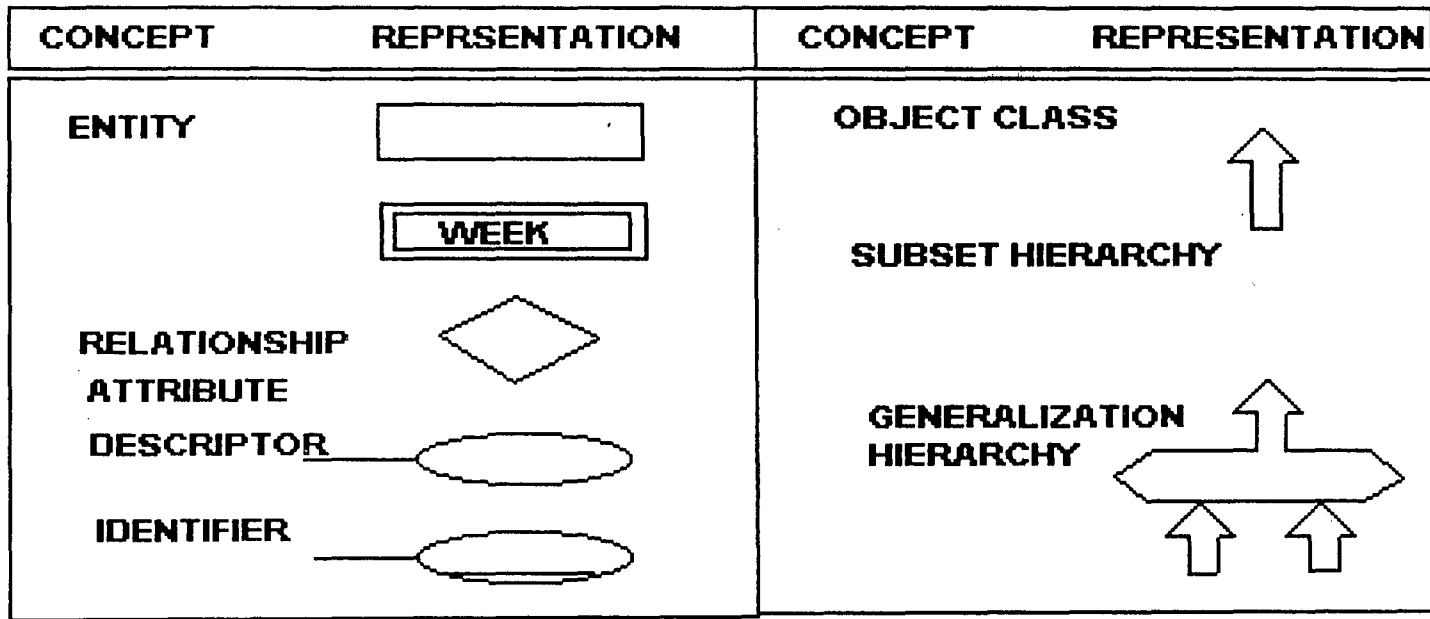 CONCEPT REPRSENTATION
ENTITY
WEEK
RELATIONSHIP
ATTRIBUTE
DESCRIPTOR
IDENTIFIER
CONCEPT REPRESENTATION
OBJECT CLASS
SUBSET HIERARCHY
GENERALIZATION
HIERARCHY